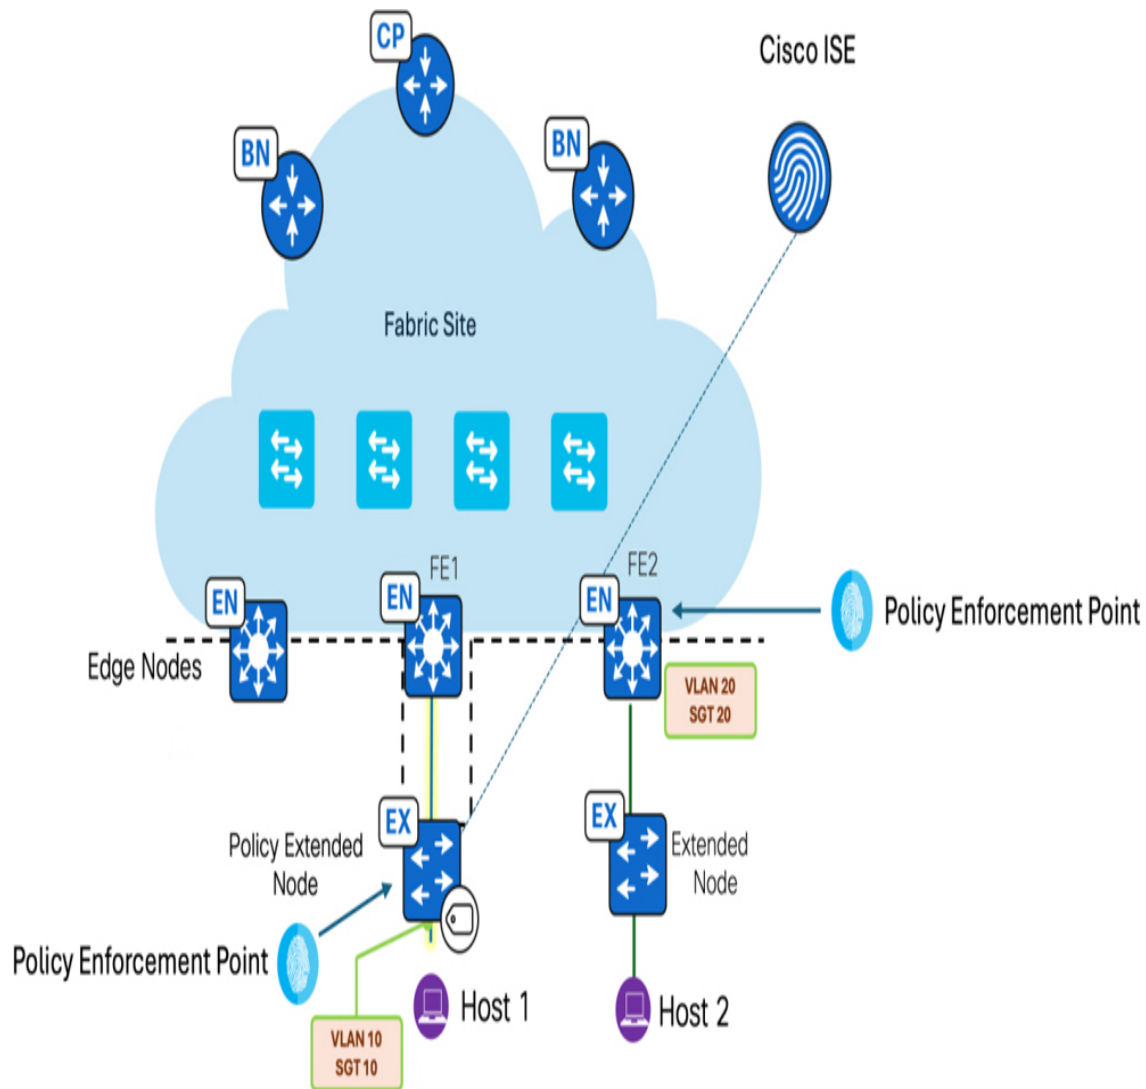 CP
Cisco ISE
BN
BN
Fabric Site
FE1
FE2
EN
EN
EN
Policy Enforcement Point
Edge Nodes
VLAN 20
SGT 20
EX
EX
Policy Extended
Node
Extended
Node
Policy Enforcement Point
Host 1
Host 2
VLAN 10
SGT 10